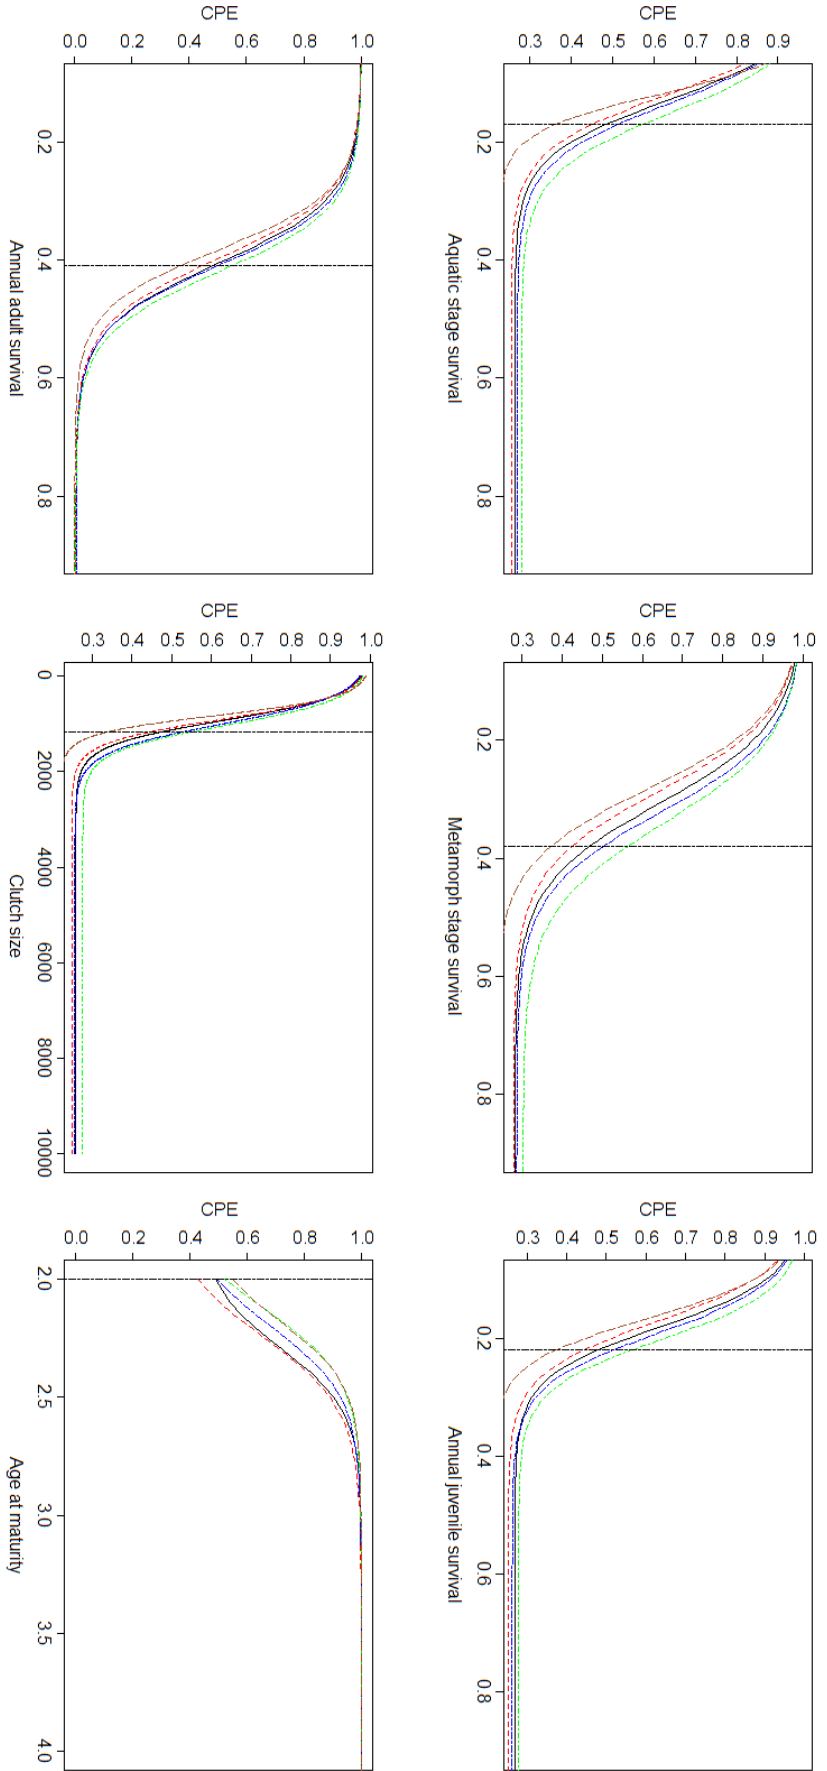 CPE
0.3 0.4 0.5 0.6 0.7 0.8 0.9
0.2 0.4 0.6 0.8
Aquatic stage survival
CPE
0.3 0.4 0.5 0.6 0.7 0.8 0.9 1.0
0.2 0.4 0.6 0.8
Metamorph stage survival
CPE
0.3 0.4 0.5 0.6 0.7 0.8 0.9 1.0
0.2 0.4 0.6 0.8
Annual juvenile survival
CPE
0.0 0.2 0.4 0.6 0.8 1.0
0.2 0.4 0.6 0.8
Annual adult survival
CPE
0.3 0.4 0.5 0.6 0.7 0.8 0.9 1.0
0 2000 4000 6000 8000 10000
Clutch size
CPE
0.0 0.2 0.4 0.6 0.8 1.0
2.0 2.5 3.0 3.5 4.0
Age at maturity